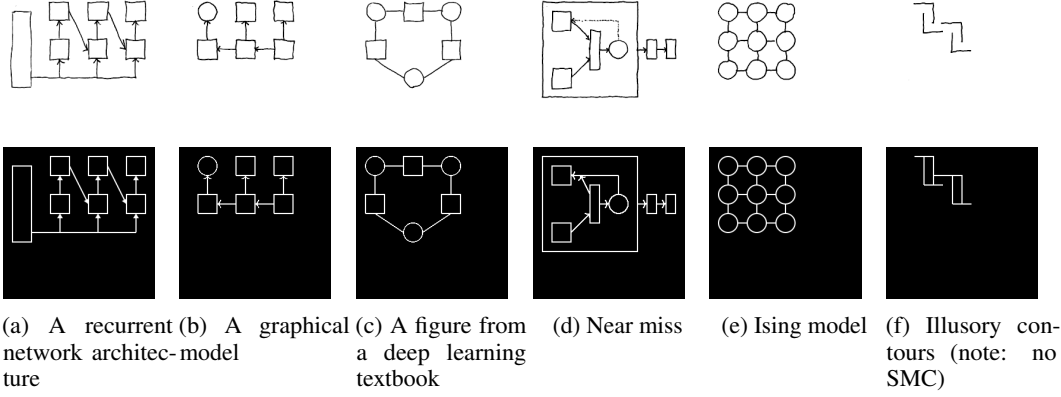 (a) A recurrent network architec-ture
(b) A graphical model
(c) A figure from a deep learning textbook
(d) Near miss
(e) Ising model
(f) Illusory con-tours (note: no SMC)